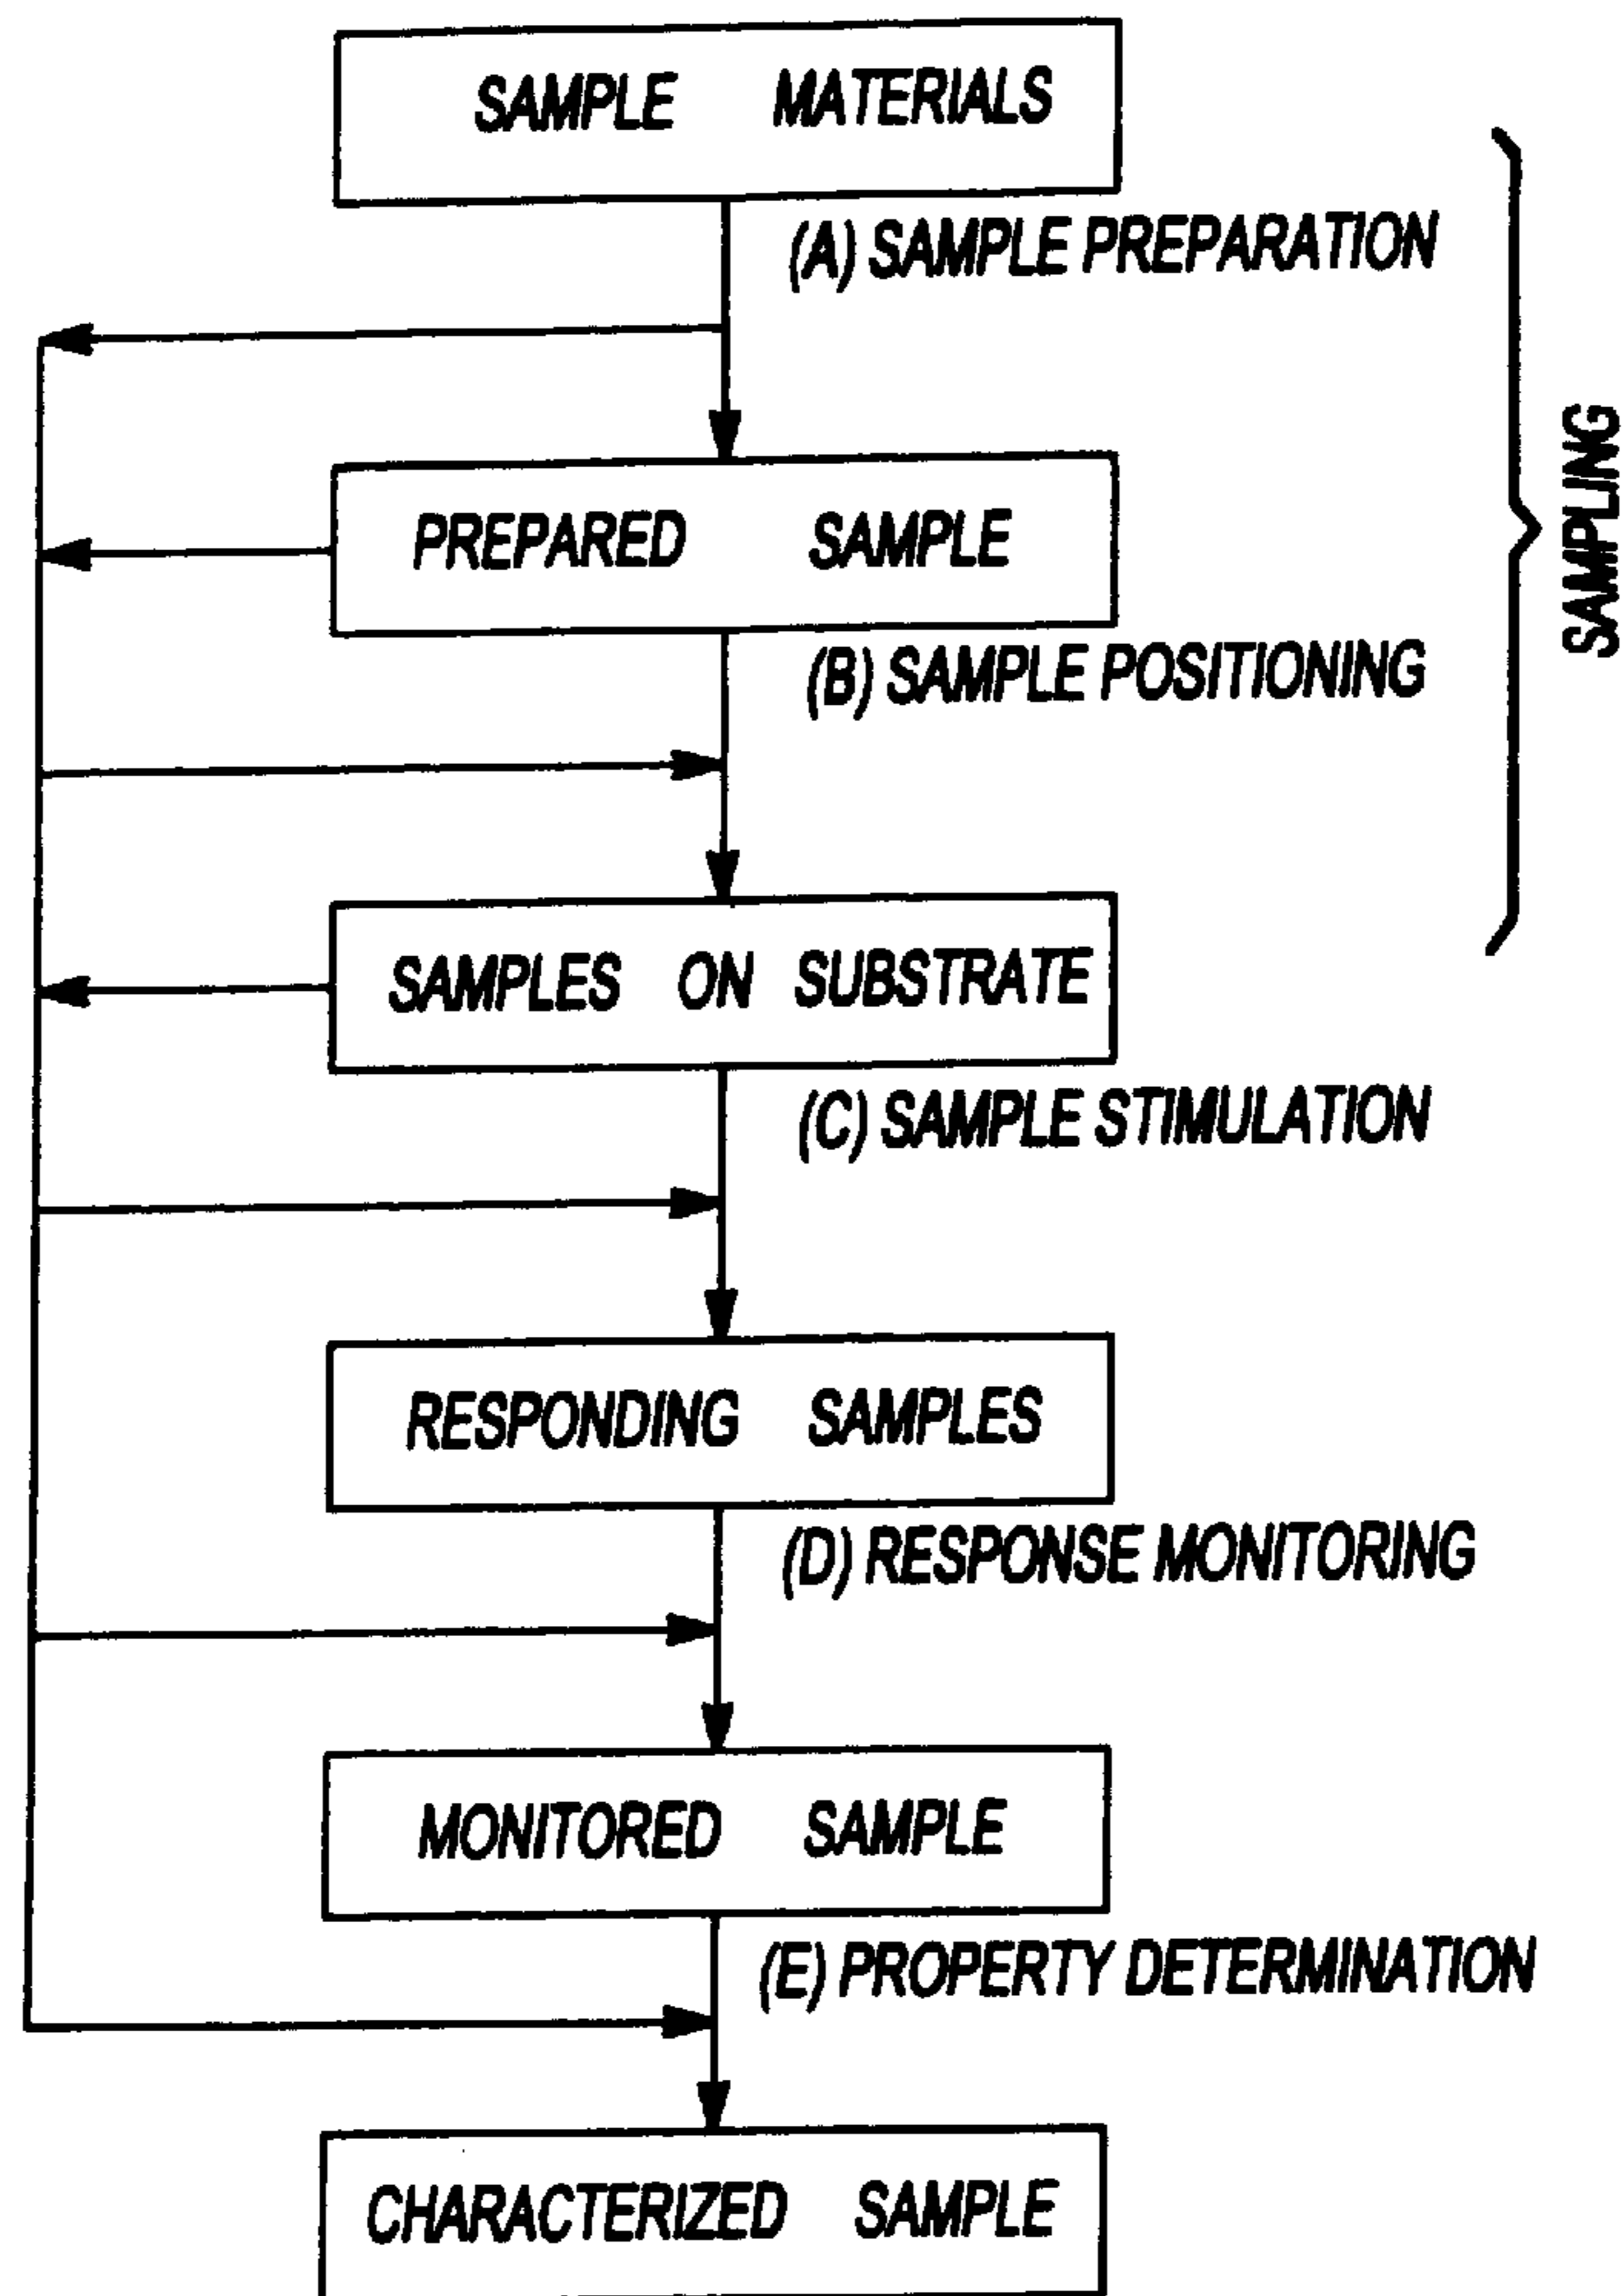 SAMPLE MATERIALS
(A) SAMPLE PREPARATION
PREPARED SAMPLE
SAMPLING
(B) SAMPLE POSITIONING
SAMPLES ON SUBSTRATE
(C) SAMPLE STIMULATION
RESPONDING SAMPLES
(D) RESPONSE MONITORING
MONITORED SAMPLE
(E) PROPERTY DETERMINATION
CHARACTERIZED SAMPLE